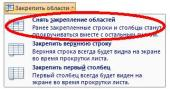 Закрепить области
Снять закрепление областей
Ранее закрепленные строки и столбцы станут
прокручиваться вместе с остальными листом.
Закрепить верхнюю строку
Верхняя строка всегда будет видна на экране
во время прокрутки листа.
Закрепить первый столбец
Первый столбец всегда будет виден на экране
во время прокрутки листа.